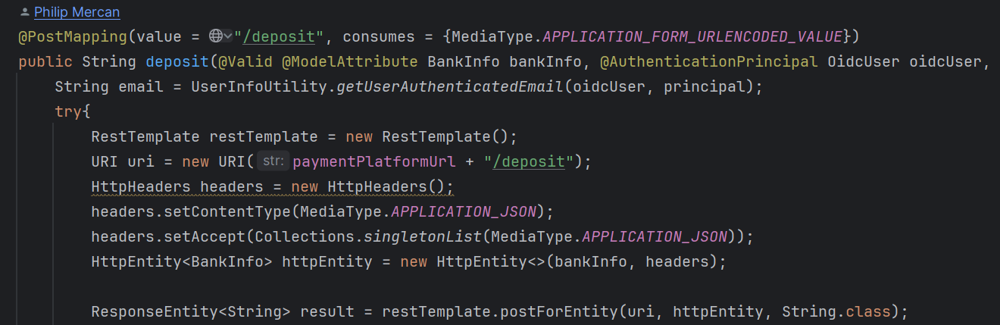 Philip Mercan
@PostMapping(value = "/deposit", consumes = {MediaType.APPLICATION_FORM_URLENCODED_VALUE})
public String deposit(@Valid @ModelAttribute BankInfo bankInfo, @AuthenticationPrincipal OidcUser oidcUser,
String email = UserInfoUtility.getUserAuthenticatedEmail(oidcUser, principal);
try{
RestTemplate restTemplate = new RestTemplate();
URI uri = new URI( str: paymentPlatformUrl + "/deposit");
HttpHeaders headers = new HttpHeaders();
headers.setContentType(MediaType.APPLICATION_JSON);
headers.setAccept(Collections.singletonList(MediaType.APPLICATION_JSON));
HttpEntity<BankInfo> httpEntity = new HttpEntity<>(bankInfo, headers);
ResponseEntity<String> result = restTemplate.postForEntity(uri, httpEntity, String.class);